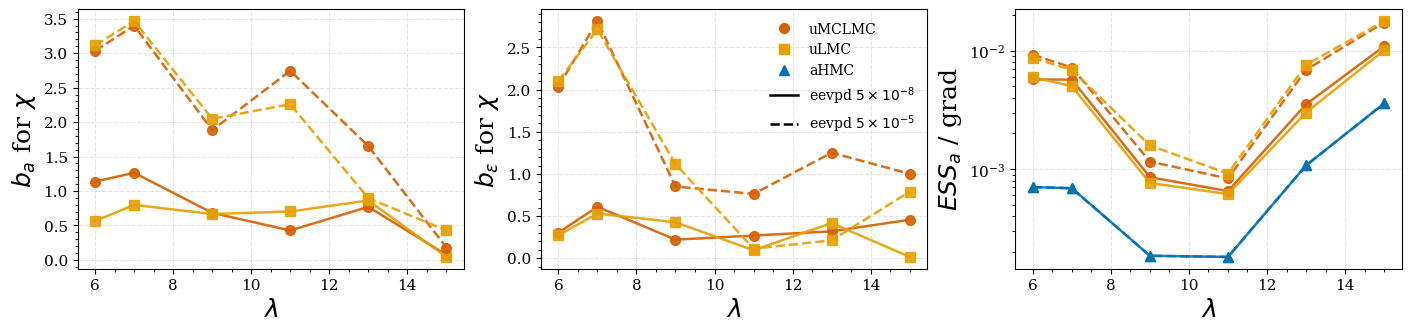 b_a for χ
3.5
3.0
2.5
2.0
1.5
1.0
0.5
0.0
6 8 10 12 14
λ
b_ε for χ
2.5
2.0
1.5
1.0
0.5
0.0
uMCLMC
uLMC
aHMC
eevpd 5 × 10⁻⁸
eevpd 5 × 10⁻⁵
6 8 10 12 14
λ
ESS_a / grad
10⁻²
10⁻³
6 8 10 12 14
λ